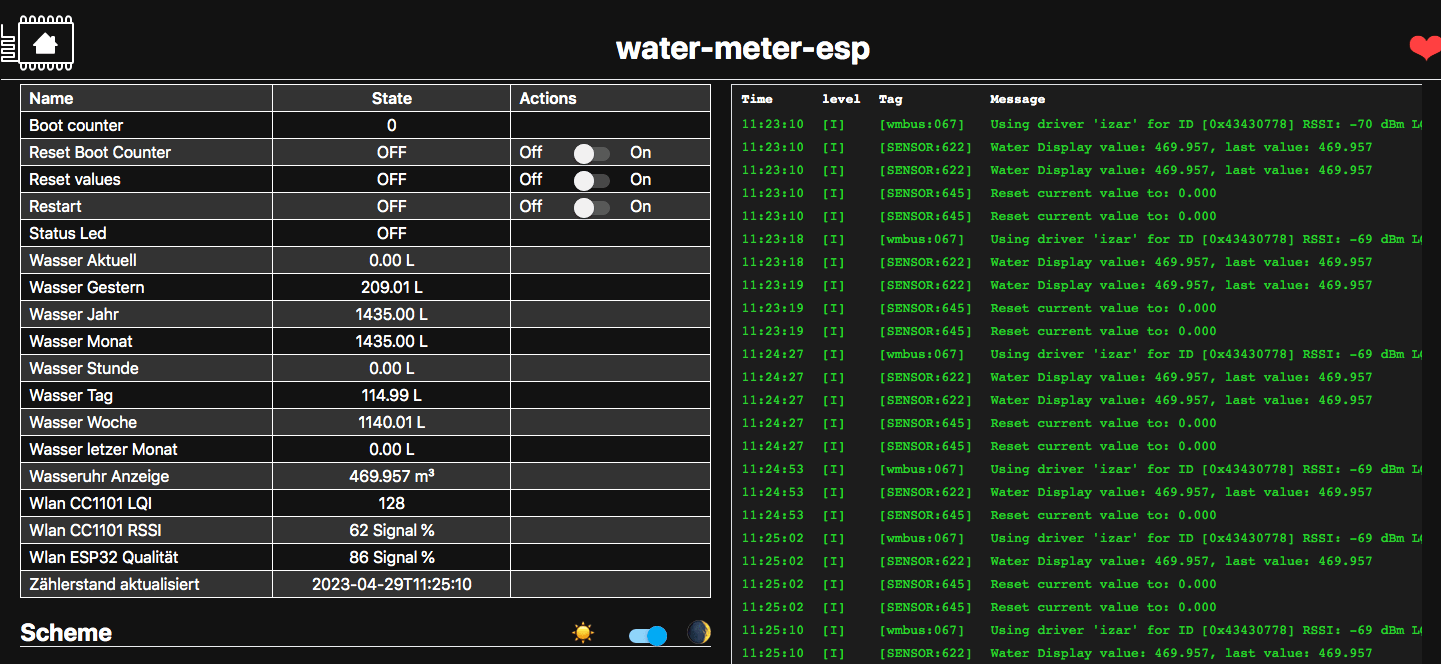 water-meter-esp
Name State Actions
Boot counter 0
Reset Boot Counter OFF Off On
Reset values OFF Off On
Restart OFF Off On
Status Led OFF
Wasser Aktuell 0.00 L
Wasser Gestern 209.01 L
Wasser Jahr 1435.00 L
Wasser Monat 1435.00 L
Wasser Stunde 0.00 L
Wasser Tag 114.99 L
Wasser Woche 1140.01 L
Wasser letzer Monat 0.00 L
Wasseruhr Anzeige 469.957 m³
Wlan CC1101 LQI 128
Wlan CC1101 RSSI 62 Signal %
Wlan ESP32 Qualität 86 Signal %
Zählerstand aktualisiert 2023-04-29T11:25:10
Scheme
Time level Tag Message
11:23:10 [I] [wmbus:067] Using driver 'izar' for ID [0x43430778] RSSI: -70 dBm
11:23:10 [I] [SENSOR:622] Water Display value: 469.957, last value: 469.957
11:23:10 [I] [SENSOR:622] Water Display value: 469.957, last value: 469.957
11:23:10 [I] [SENSOR:645] Reset current value to: 0.000
11:23:10 [I] [SENSOR:645] Reset current value to: 0.000
11:23:18 [I] [wmbus:067] Using driver 'izar' for ID [0x43430778] RSSI: -69 dBm
11:23:18 [I] [SENSOR:622] Water Display value: 469.957, last value: 469.957
11:23:19 [I] [SENSOR:622] Water Display value: 469.957, last value: 469.957
11:23:19 [I] [SENSOR:645] Reset current value to: 0.000
11:23:19 [I] [SENSOR:645] Reset current value to: 0.000
11:24:27 [I] [wmbus:067] Using driver 'izar' for ID [0x43430778] RSSI: -69 dBm
11:24:27 [I] [SENSOR:622] Water Display value: 469.957, last value: 469.957
11:24:27 [I] [SENSOR:622] Water Display value: 469.957, last value: 469.957
11:24:27 [I] [SENSOR:645] Reset current value to: 0.000
11:24:27 [I] [SENSOR:645] Reset current value to: 0.000
11:24:53 [I] [wmbus:067] Using driver 'izar' for ID [0x43430778] RSSI: -69 dBm
11:24:53 [I] [SENSOR:622] Water Display value: 469.957, last value: 469.957
11:24:53 [I] [SENSOR:645] Reset current value to: 0.000
11:25:02 [I] [wmbus:067] Using driver 'izar' for ID [0x43430778] RSSI: -69 dBm
11:25:02 [I] [SENSOR:622] Water Display value: 469.957, last value: 469.957
11:25:02 [I] [SENSOR:645] Reset current value to: 0.000
11:25:02 [I] [SENSOR:645] Reset current value to: 0.000
11:25:10 [I] [wmbus:067] Using driver 'izar' for ID [0x43430778] RSSI: -69 dBm
11:25:10 [I] [SENSOR:622] Water Display value: 469.957, last value: 469.957